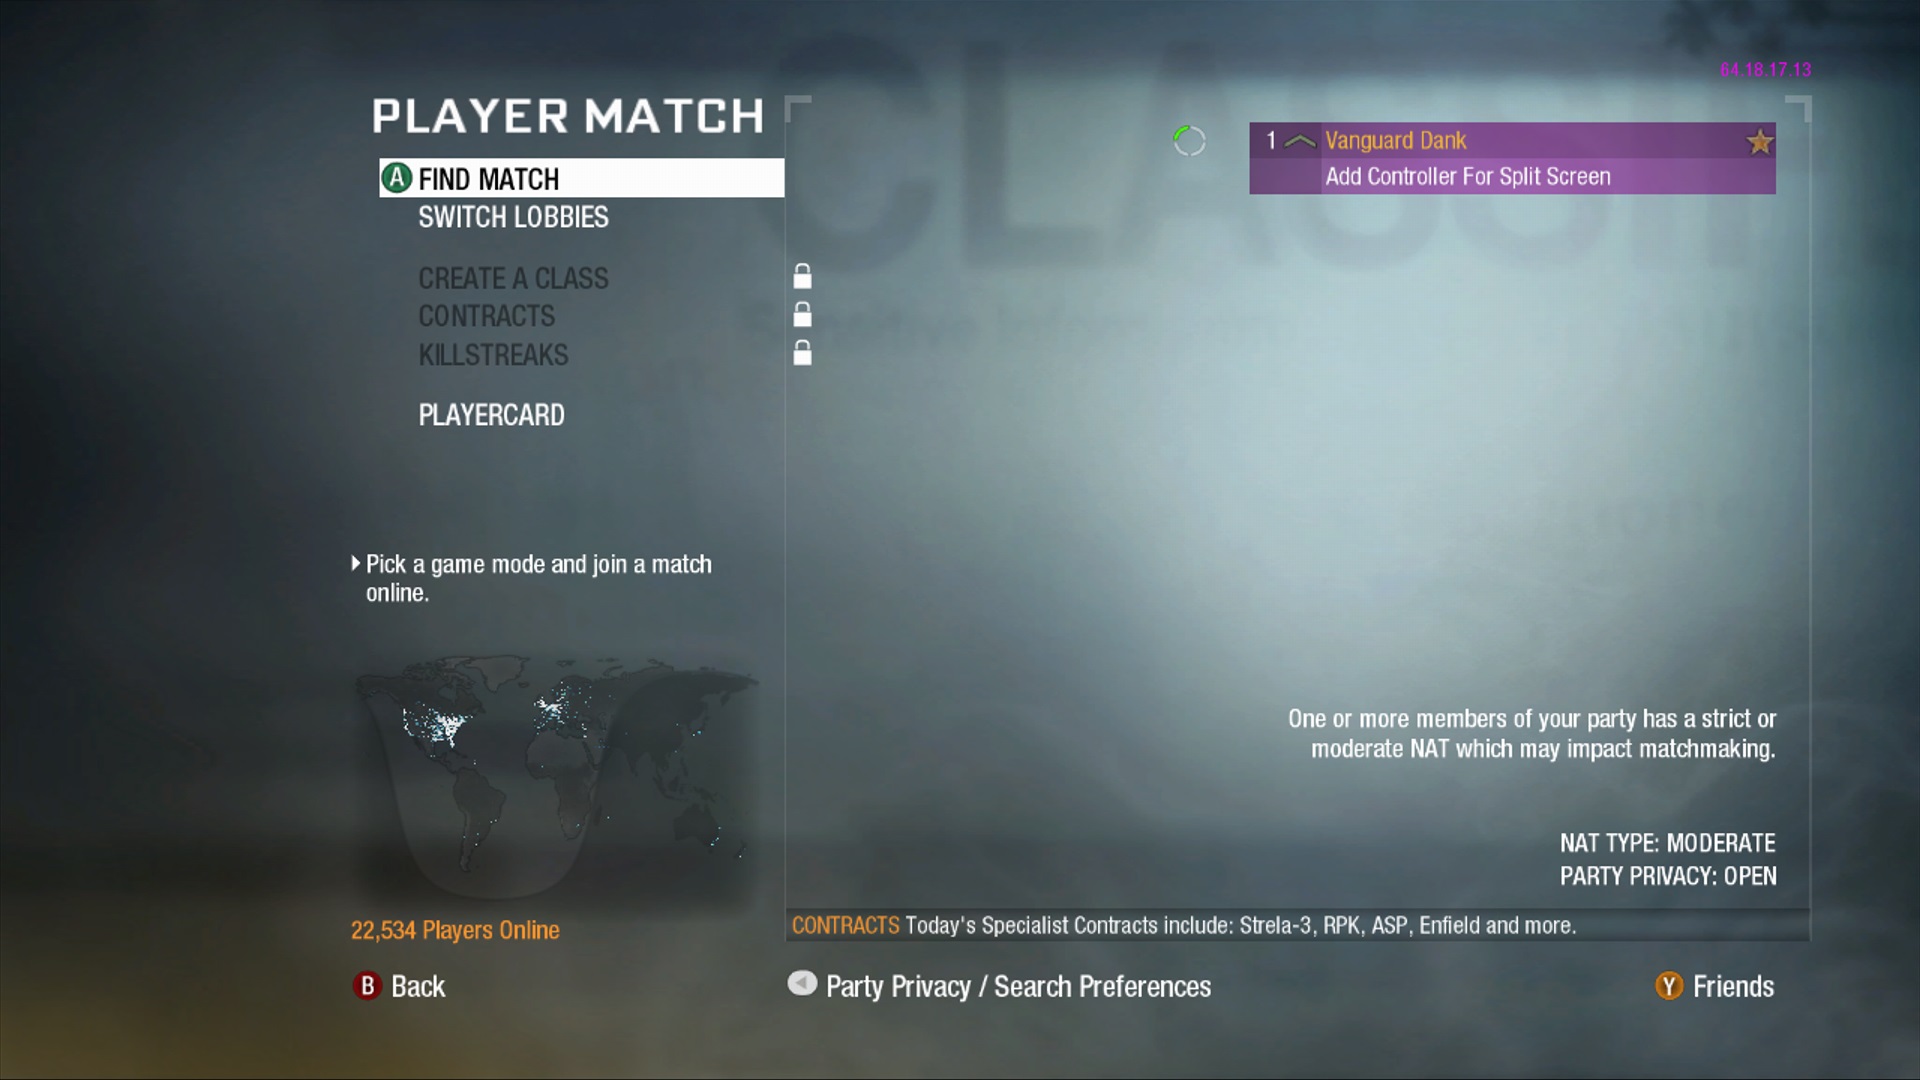 64.18.17.13
PLAYER MATCH
A FIND MATCH
SWITCH LOBBIES
CREATE A CLASS
CONTRACTS
KILLSTREAKS
PLAYERCARD
1 Vanguard Dank
Add Controller For Split Screen
Pick a game mode and join a match
online.
One or more members of your party has a strict or
moderate NAT which may impact matchmaking.
NAT TYPE: MODERATE
PARTY PRIVACY: OPEN
22,534 Players Online
CONTRACTS Today's Specialist Contracts include: Strela-3, RPK, ASP, Enfield and more.
B Back
Party Privacy / Search Preferences
Y Friends